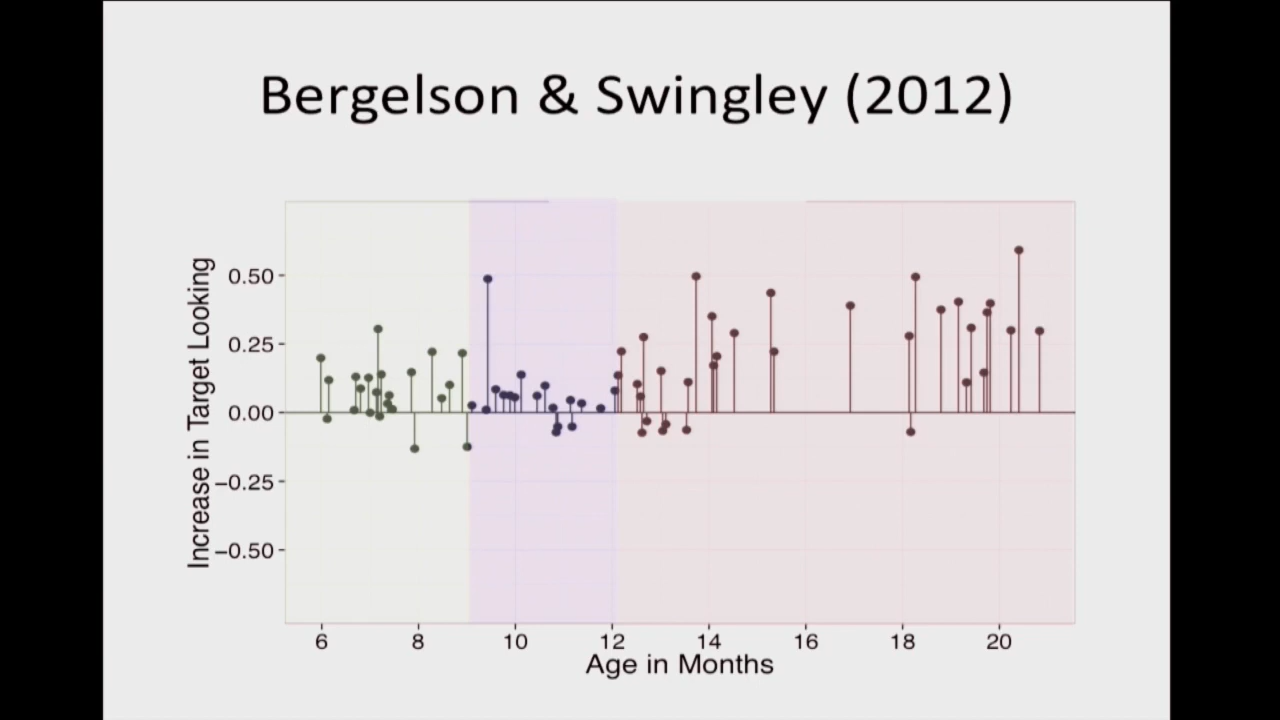 Bergelson & Swingley (2012)
Increase in Target Looking
0.50
0.25
0.00
−0.25
−0.50
6 8 10 12 14 16 18 20
Age in Months